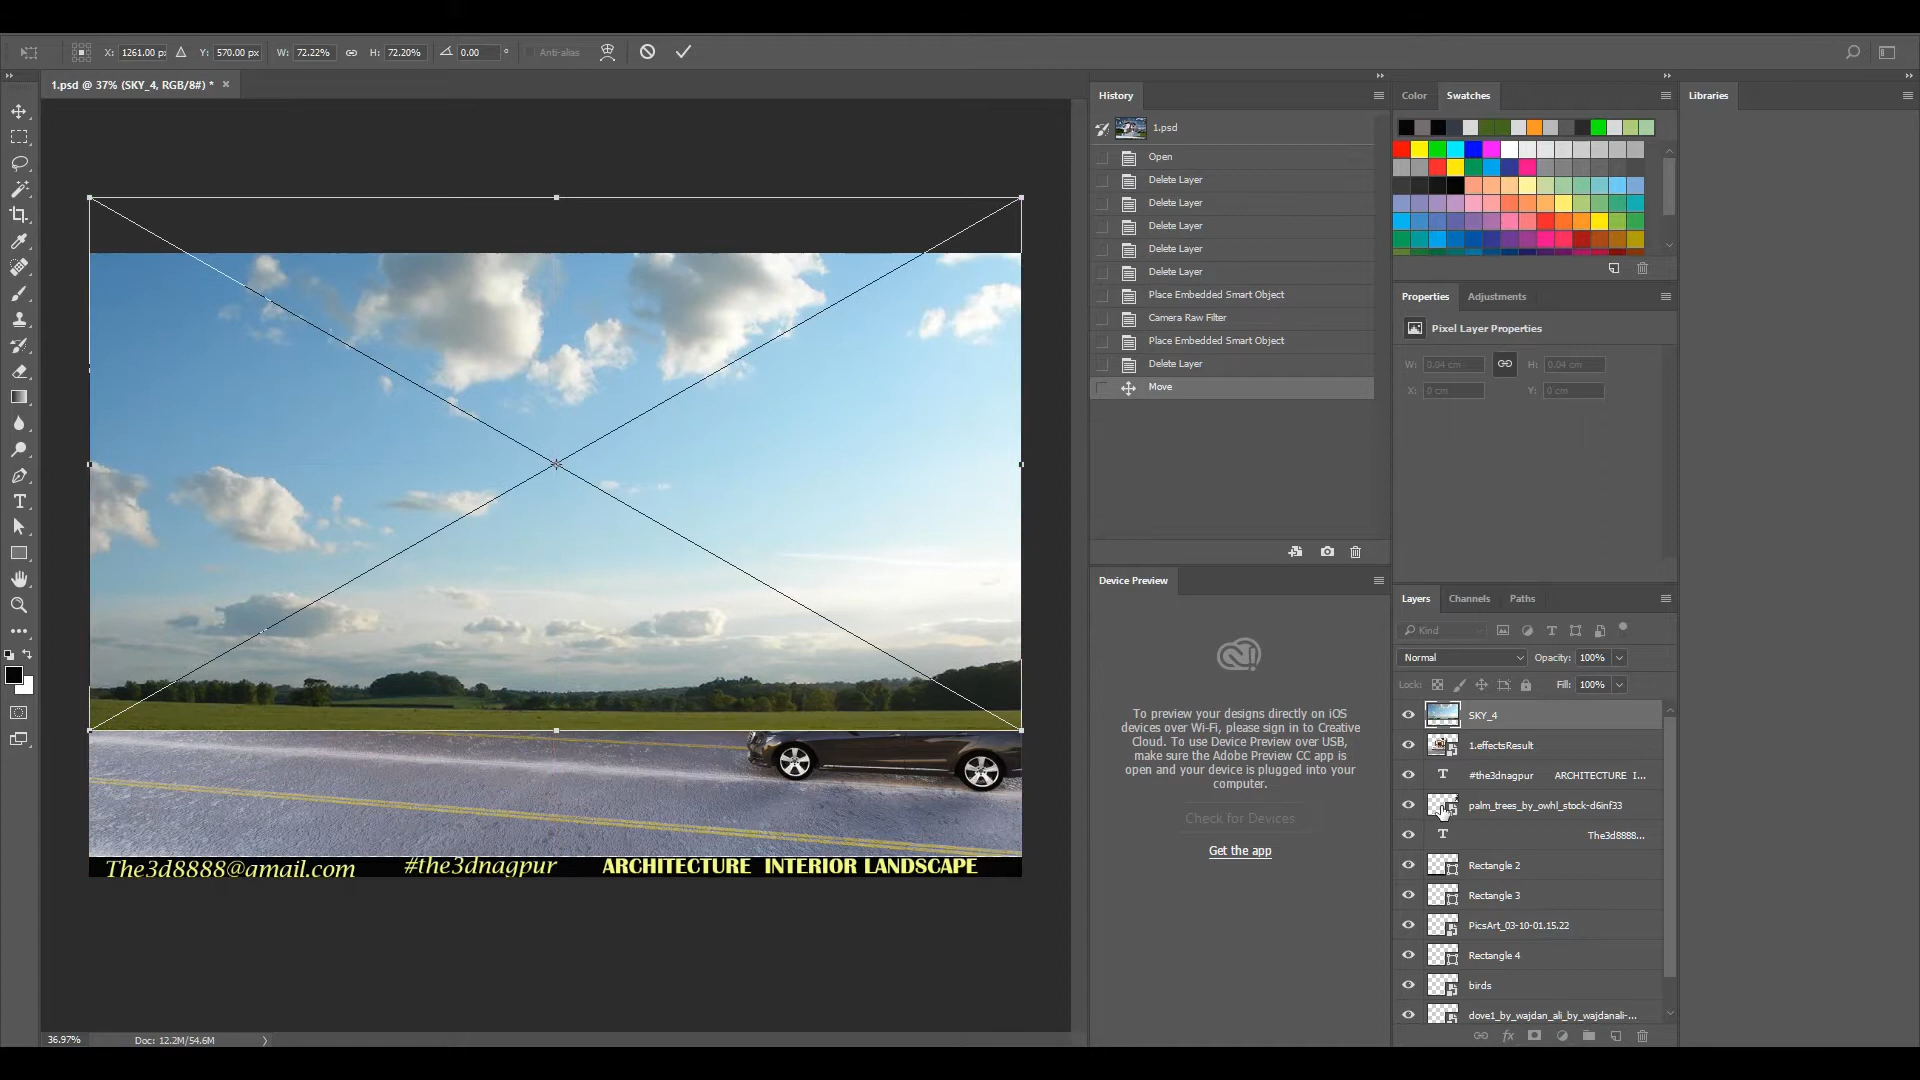 X: 1261.00 px Y: 570.00 px W: 72.22% H: 72.20% 0.00 ° Anti-alias
1.psd @ 37% (SKY_4, RGB/8#) * ×
History
1.psd
Open
Delete Layer
Delete Layer
Delete Layer
Delete Layer
Delete Layer
Place Embedded Smart Object
Camera Raw Filter
Place Embedded Smart Object
Delete Layer
Move
Device Preview
To preview your designs directly on iOS
devices over Wi-Fi, please sign in to Creative
Cloud. To use Device Preview over USB,
make sure the Adobe Preview CC app is
open and your device is plugged into your
computer.
Check for Devices
Get the app
Color Swatches
Properties Adjustments
Pixel Layer Properties
W: 0.04 cm H: 0.04 cm
X: 0 cm Y: 0 cm
Layers Channels Paths
Kind
Normal Opacity: 100%
Lock: Fill: 100%
SKY_4
1.effectsResult
T #the3dnagpur ARCHITECTURE I...
palm_trees_by_owhl_stock-d6inf33
T The3d8888...
Rectangle 2
Rectangle 3
PicsArt_03-10-01.15.22
Rectangle 4
birds
dove1_by_wajdan_ali_by_wajdanali-...
fx
Libraries
The3d8888@gmail.com #the3dnagpur ARCHITECTURE INTERIOR LANDSCAPE
36.97% Doc: 12.2M/54.6M